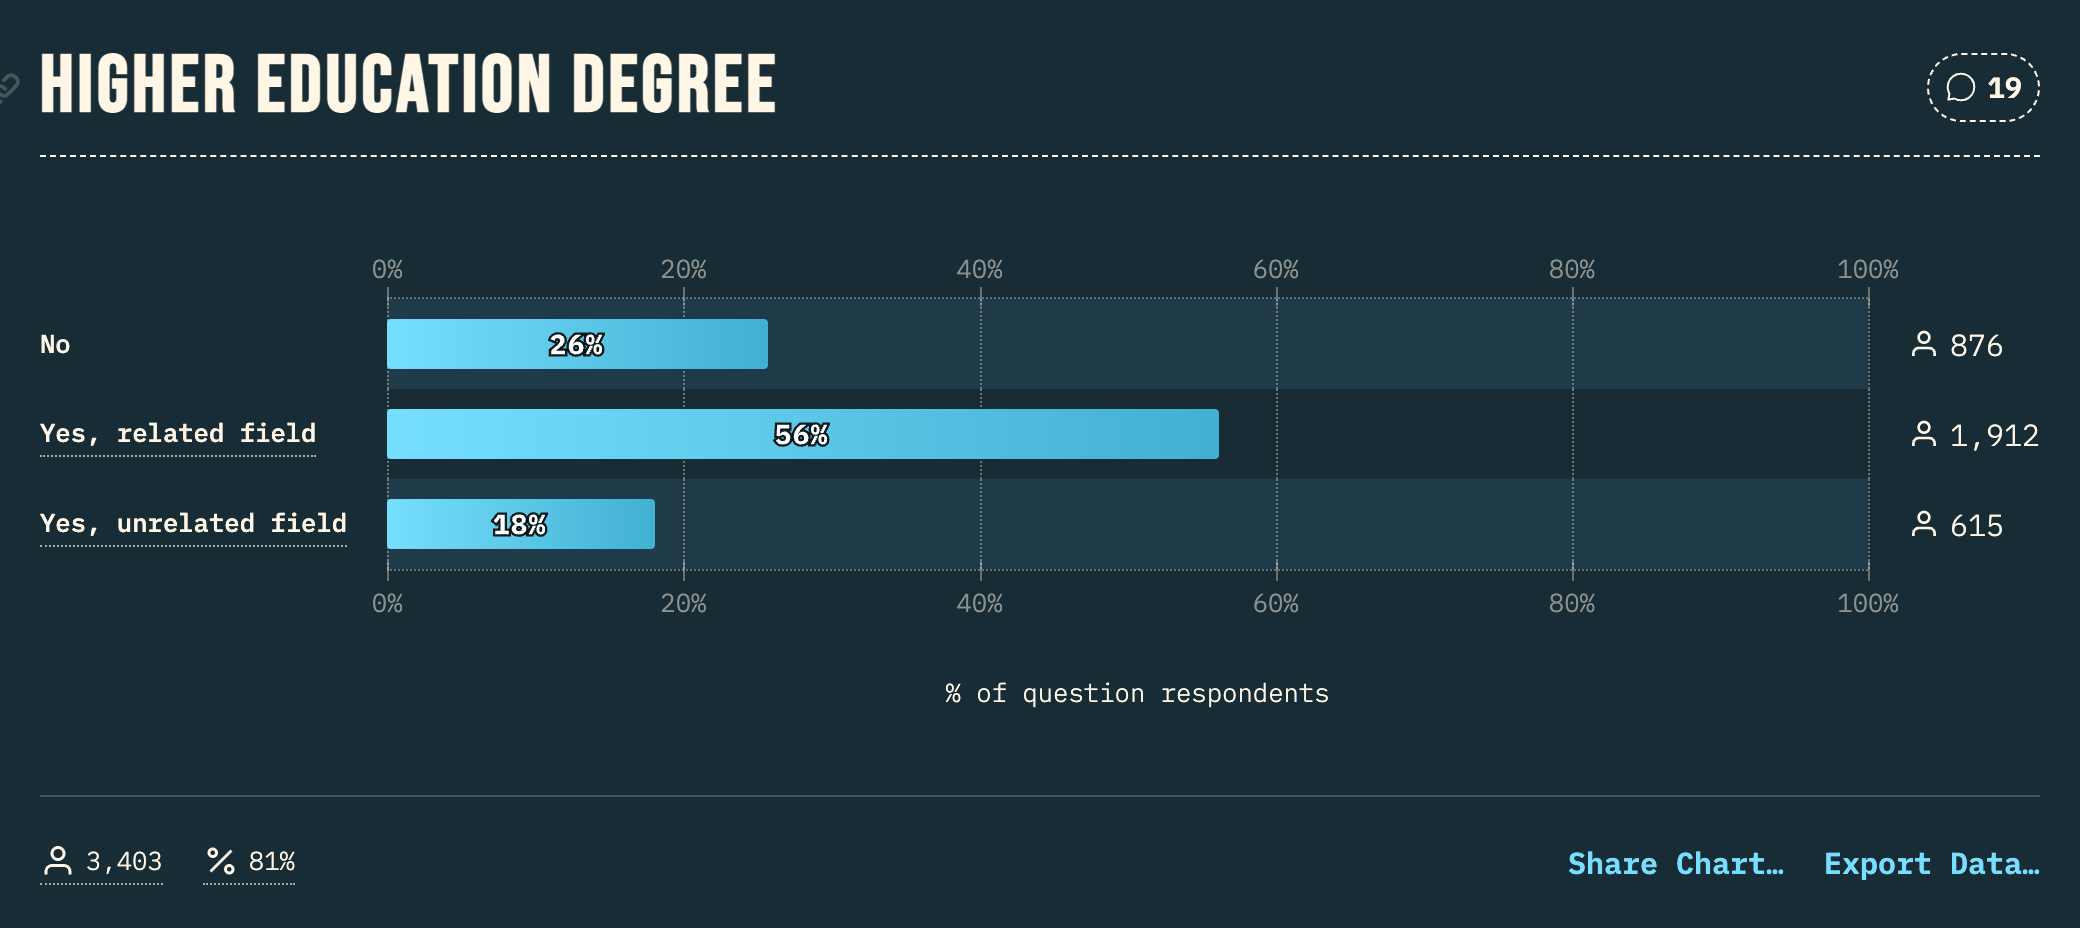 HIGHER EDUCATION DEGREE
19
0% 20% 40% 60% 80% 100%
No 26% 876
Yes, related field 56% 1,912
Yes, unrelated field 18% 615
0% 20% 40% 60% 80% 100%
% of question respondents
3,403 81% Share Chart… Export Data…